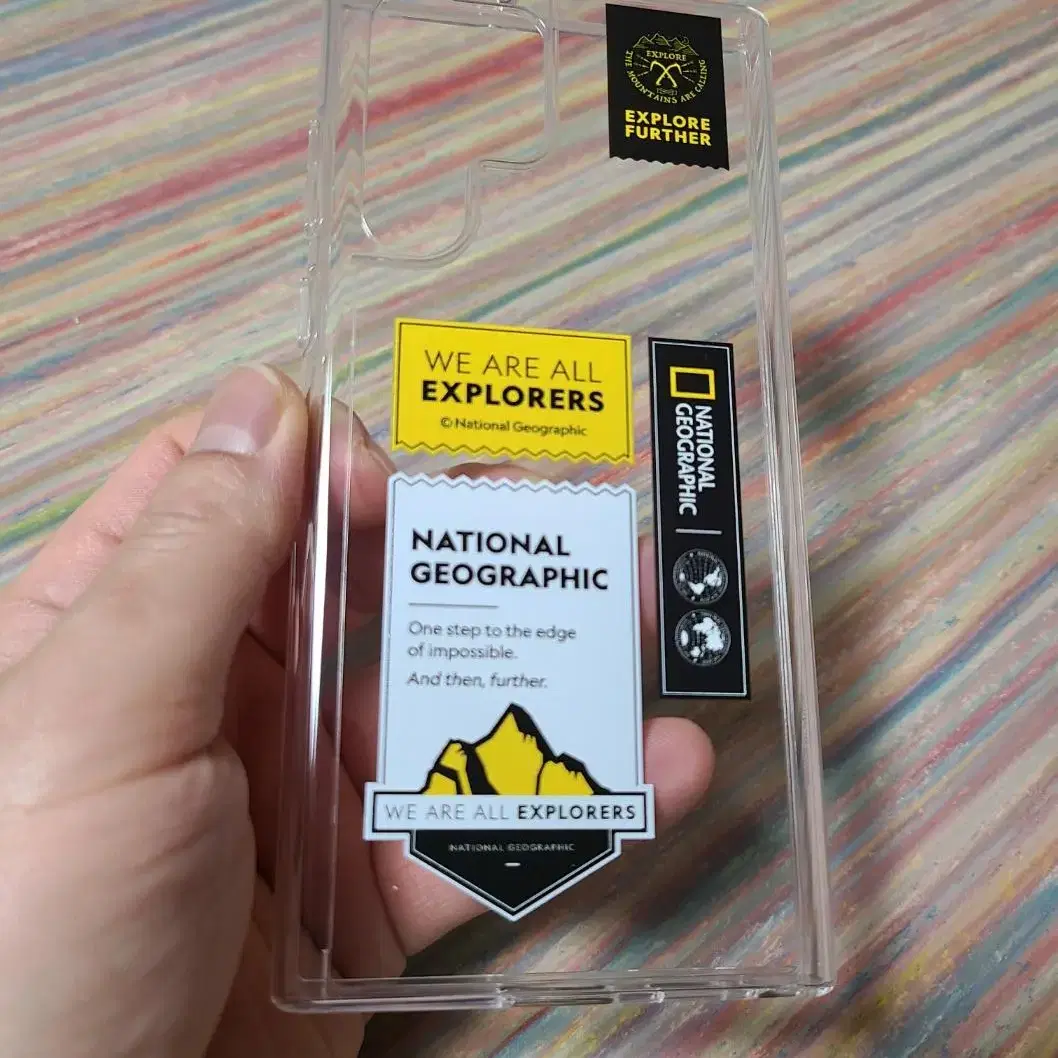 EXPLORE
THE MOUNTAINS ARE CALLING
EXPLORE
FURTHER
WE ARE ALL
EXPLORERS
© National Geographic
NATIONAL
GEOGRAPHIC
NATIONAL
GEOGRAPHIC
One step to the edge
of impossible.
And then, further.
WE ARE ALL EXPLORERS
NATIONAL GEOGRAPHIC